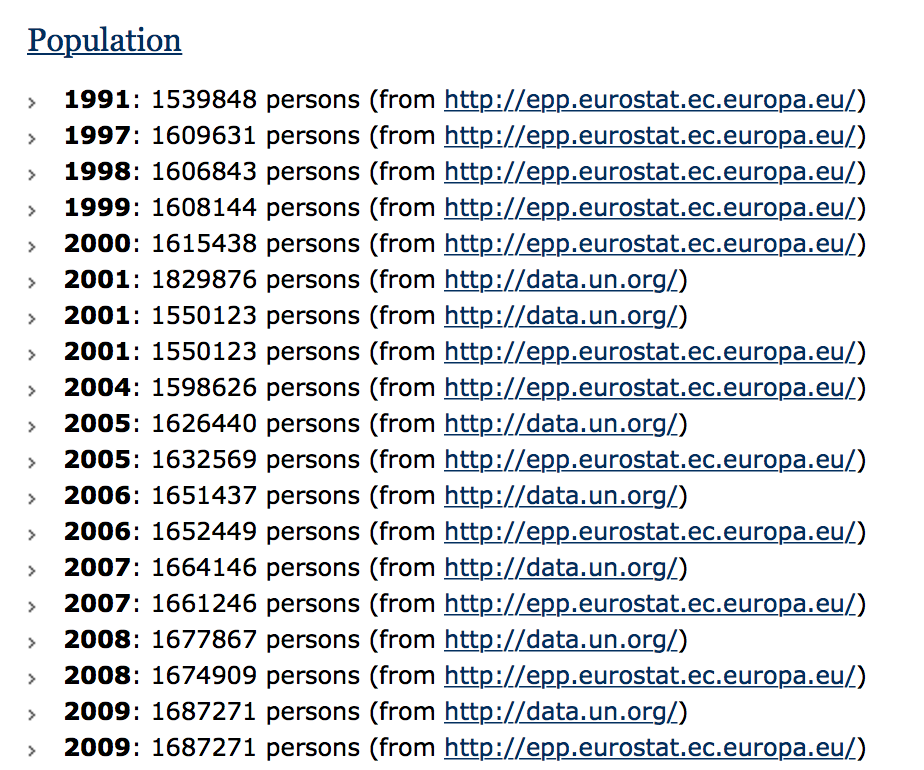 Population
› 1991: 1539848 persons (from http://epp.eurostat.ec.europa.eu/)
› 1997: 1609631 persons (from http://epp.eurostat.ec.europa.eu/)
› 1998: 1606843 persons (from http://epp.eurostat.ec.europa.eu/)
› 1999: 1608144 persons (from http://epp.eurostat.ec.europa.eu/)
› 2000: 1615438 persons (from http://epp.eurostat.ec.europa.eu/)
› 2001: 1829876 persons (from http://data.un.org/)
› 2001: 1550123 persons (from http://data.un.org/)
› 2001: 1550123 persons (from http://epp.eurostat.ec.europa.eu/)
› 2004: 1598626 persons (from http://epp.eurostat.ec.europa.eu/)
› 2005: 1626440 persons (from http://data.un.org/)
› 2005: 1632569 persons (from http://epp.eurostat.ec.europa.eu/)
› 2006: 1651437 persons (from http://data.un.org/)
› 2006: 1652449 persons (from http://epp.eurostat.ec.europa.eu/)
› 2007: 1664146 persons (from http://data.un.org/)
› 2007: 1661246 persons (from http://epp.eurostat.ec.europa.eu/)
› 2008: 1677867 persons (from http://data.un.org/)
› 2008: 1674909 persons (from http://epp.eurostat.ec.europa.eu/)
› 2009: 1687271 persons (from http://data.un.org/)
› 2009: 1687271 persons (from http://epp.eurostat.ec.europa.eu/)